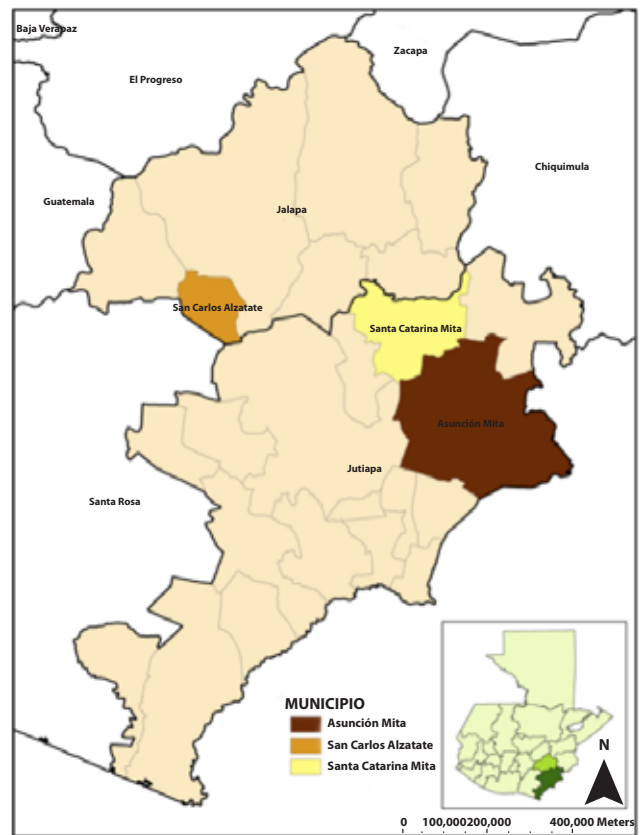 Baja Verapaz
Zacapa
El Progreso
Chiquimula
Guatemala
Jalapa
San Carlos Alzatate
Santa Catarina Mita
Asunción Mita
Jutiapa
Santa Rosa
MUNICIPIO
Asunción Mita
San Carlos Alzatate
Santa Catarina Mita
N
0 100,000200,000 400,000 Meters